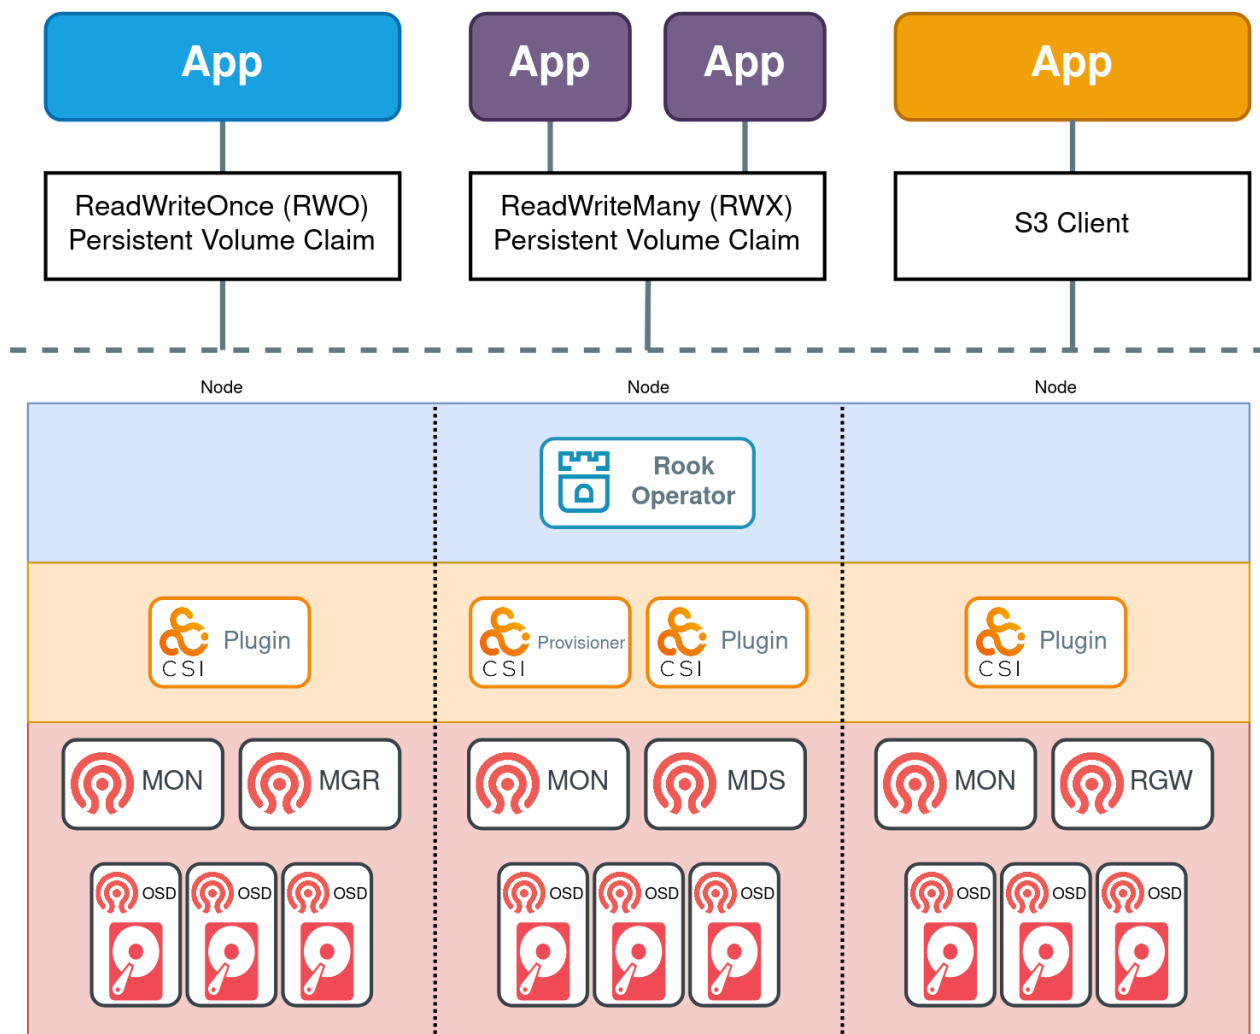 App
App
App
App
ReadWriteOnce (RWO)
Persistent Volume Claim
ReadWriteMany (RWX)
Persistent Volume Claim
S3 Client
Node
Node
Node
Rook
Operator
CSI
Plugin
CSI
Provisioner
CSI
Plugin
CSI
Plugin
MON
MGR
MON
MDS
MON
RGW
OSD
OSD
OSD
OSD
OSD
OSD
OSD
OSD
OSD